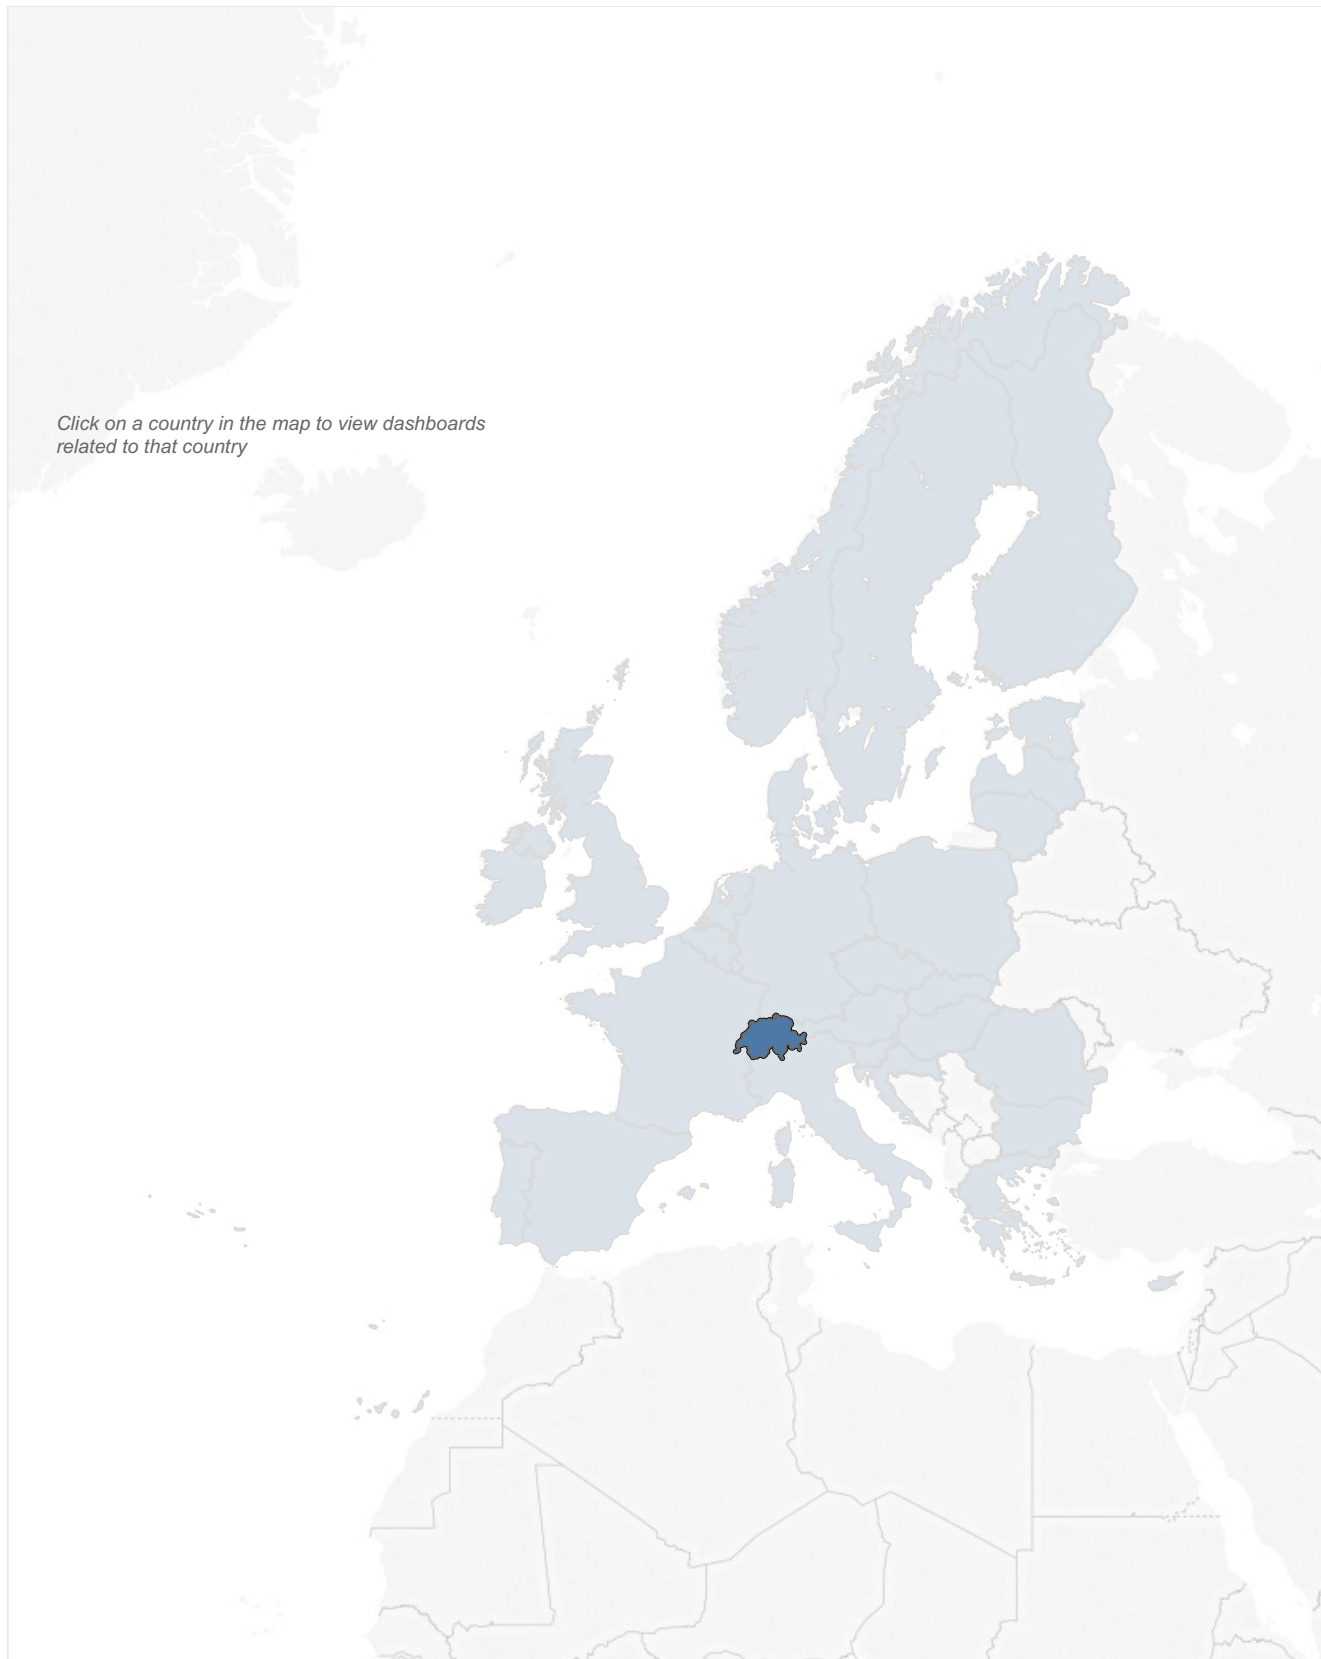 Click on a country in the map to view dashboards
related to that country